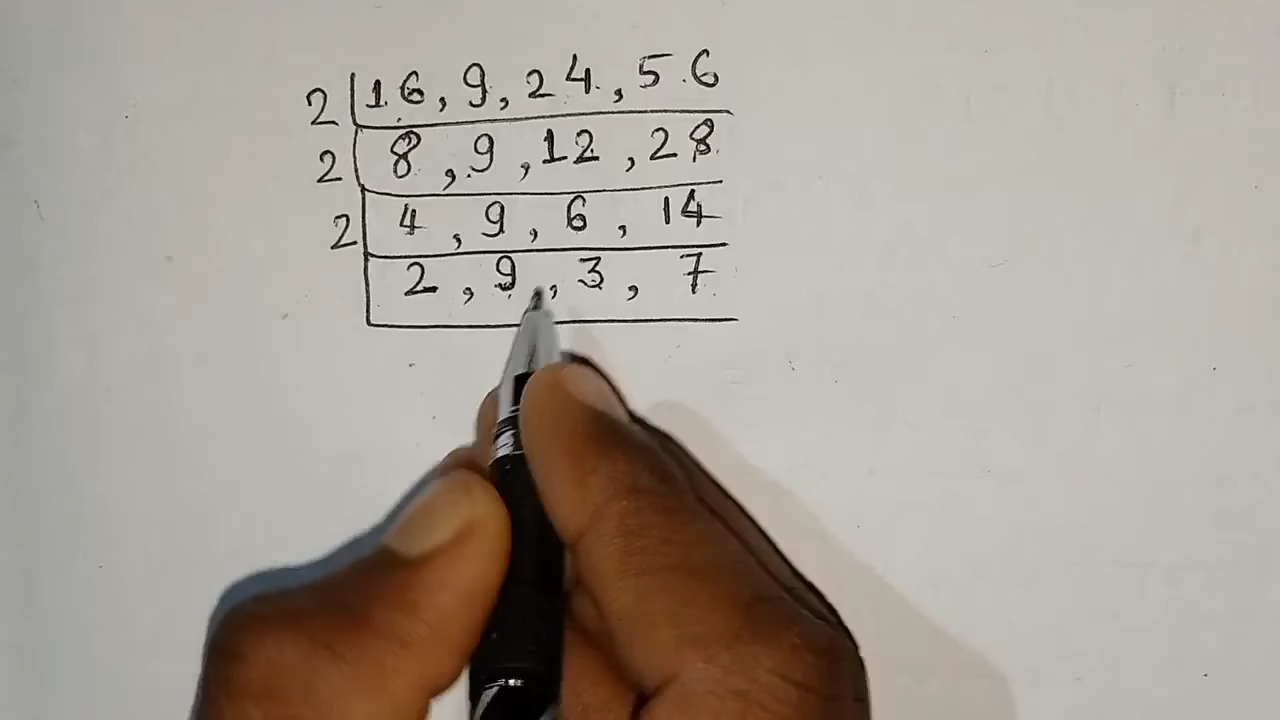 2 | 16, 9, 24, 56
2 | 8, 9, 12, 28
2 | 4, 9, 6, 14
| 2, 9, 3, 7